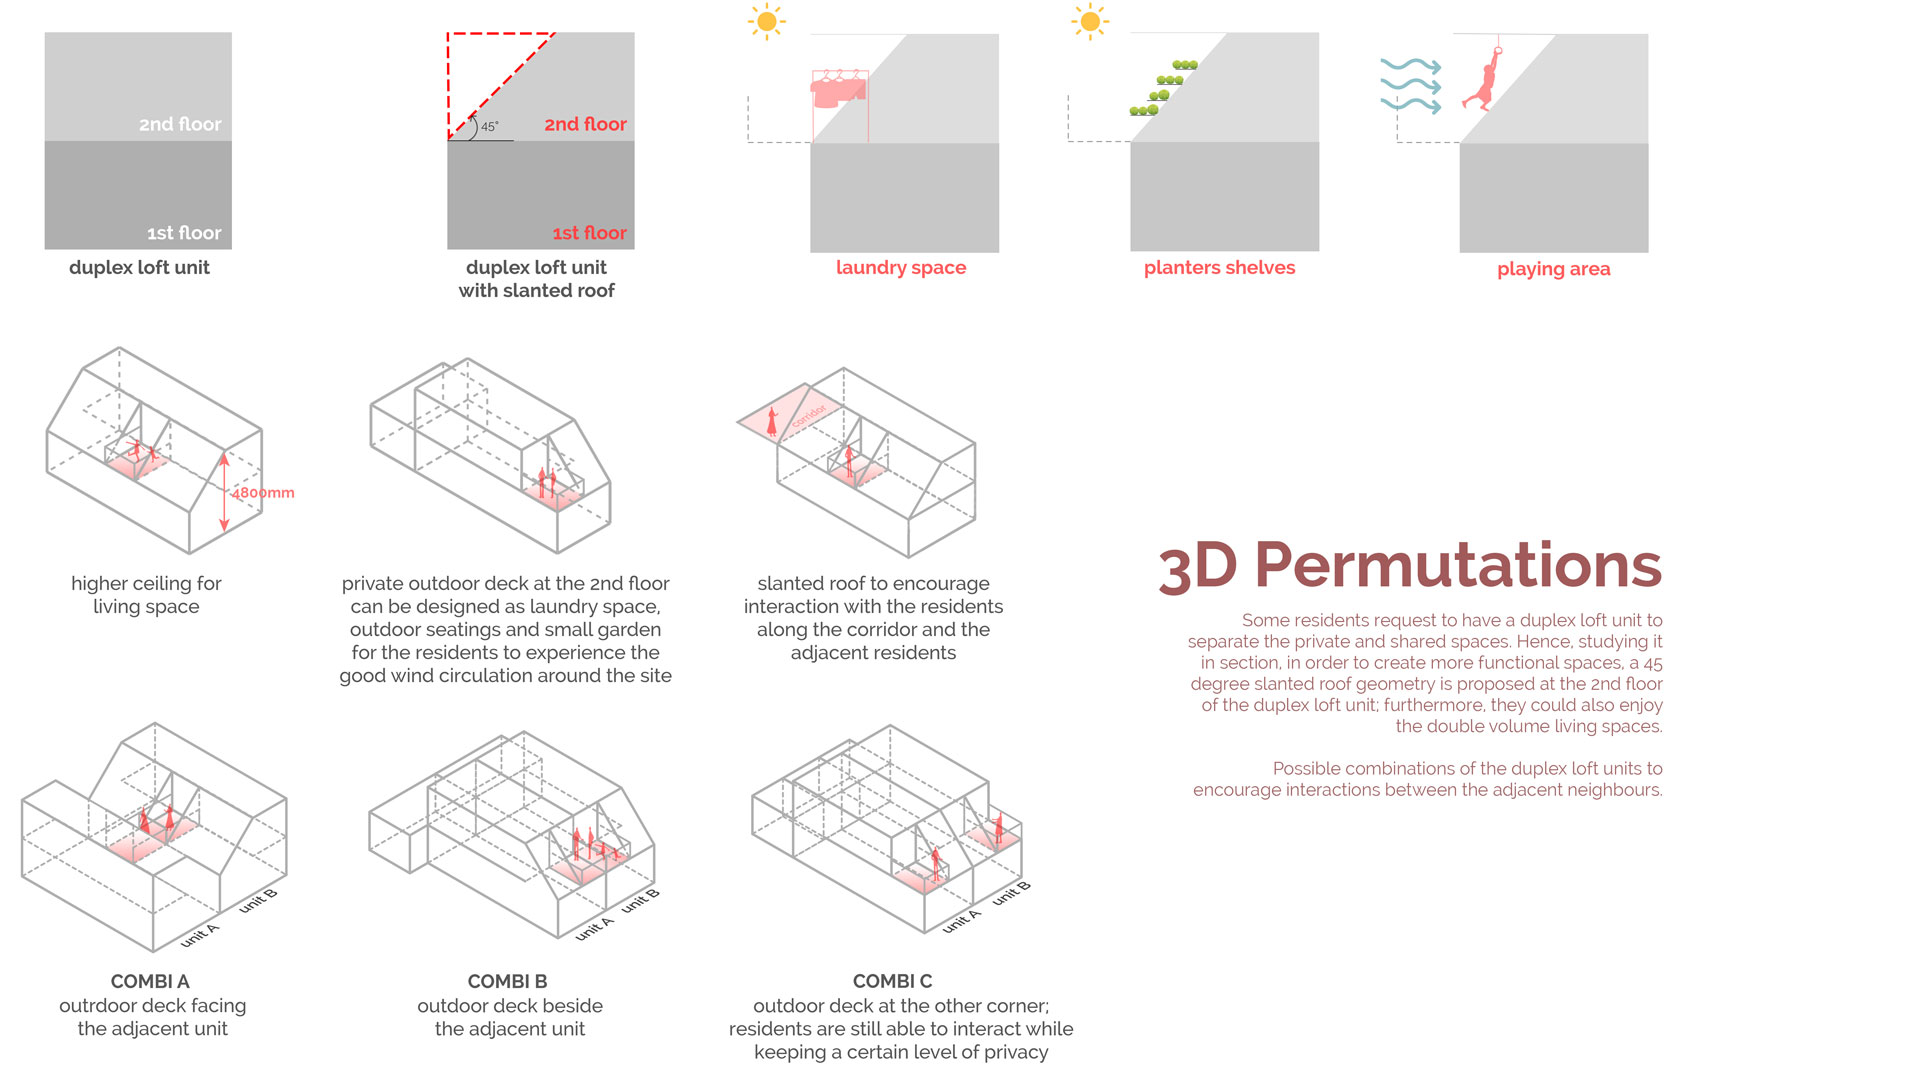 2nd floor
1st floor
duplex loft unit
45°
2nd floor
1st floor
duplex loft unit
with slanted roof
laundry space
planters shelves
playing area
4800mm
higher ceiling for
living space
private outdoor deck at the 2nd floor
can be designed as laundry space,
outdoor seatings and small garden
for the residents to experience the
good wind circulation around the site
corridor
slanted roof to encourage
interaction with the residents
along the corridor and the
adjacent residents
3D Permutations
Some residents request to have a duplex loft unit to
separate the private and shared spaces. Hence, studying it
in section, in order to create more functional spaces, a 45
degree slanted roof geometry is proposed at the 2nd floor
of the duplex loft unit; furthermore, they could also enjoy
the double volume living spaces.
Possible combinations of the duplex loft units to
encourage interactions between the adjacent neighbours.
unit A
unit B
COMBI A
outrdoor deck facing
the adjacent unit
unit A
unit B
COMBI B
outdoor deck beside
the adjacent unit
unit A
unit B
COMBI C
outdoor deck at the other corner;
residents are still able to interact while
keeping a certain level of privacy